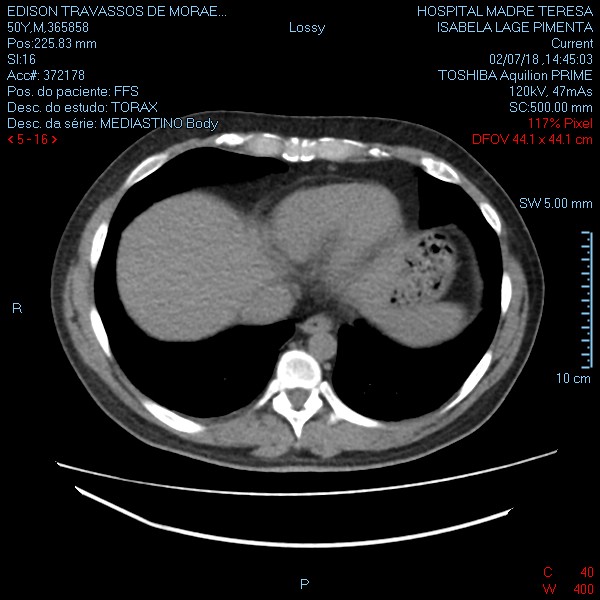 EDISON TRAVASSOS DE MORAE...
50Y,M,365858
Pos:225.83 mm
SI:16
Acc#: 372178
Pos. do paciente: FFS
Desc. do estudo: TORAX
Desc. da série: MEDIASTINO Body
< 5 - 16 >
Lossy
HOSPITAL MADRE TERESA
ISABELA LAGE PIMENTA
Current
02/07/18 ,14:45:03
TOSHIBA Aquilion PRIME
120kV, 47mAs
SC:500.00 mm
117% Pixel
DFOV 44.1 x 44.1 cm
SW 5.00 mm
R
10 cm
P
C 40
W 400